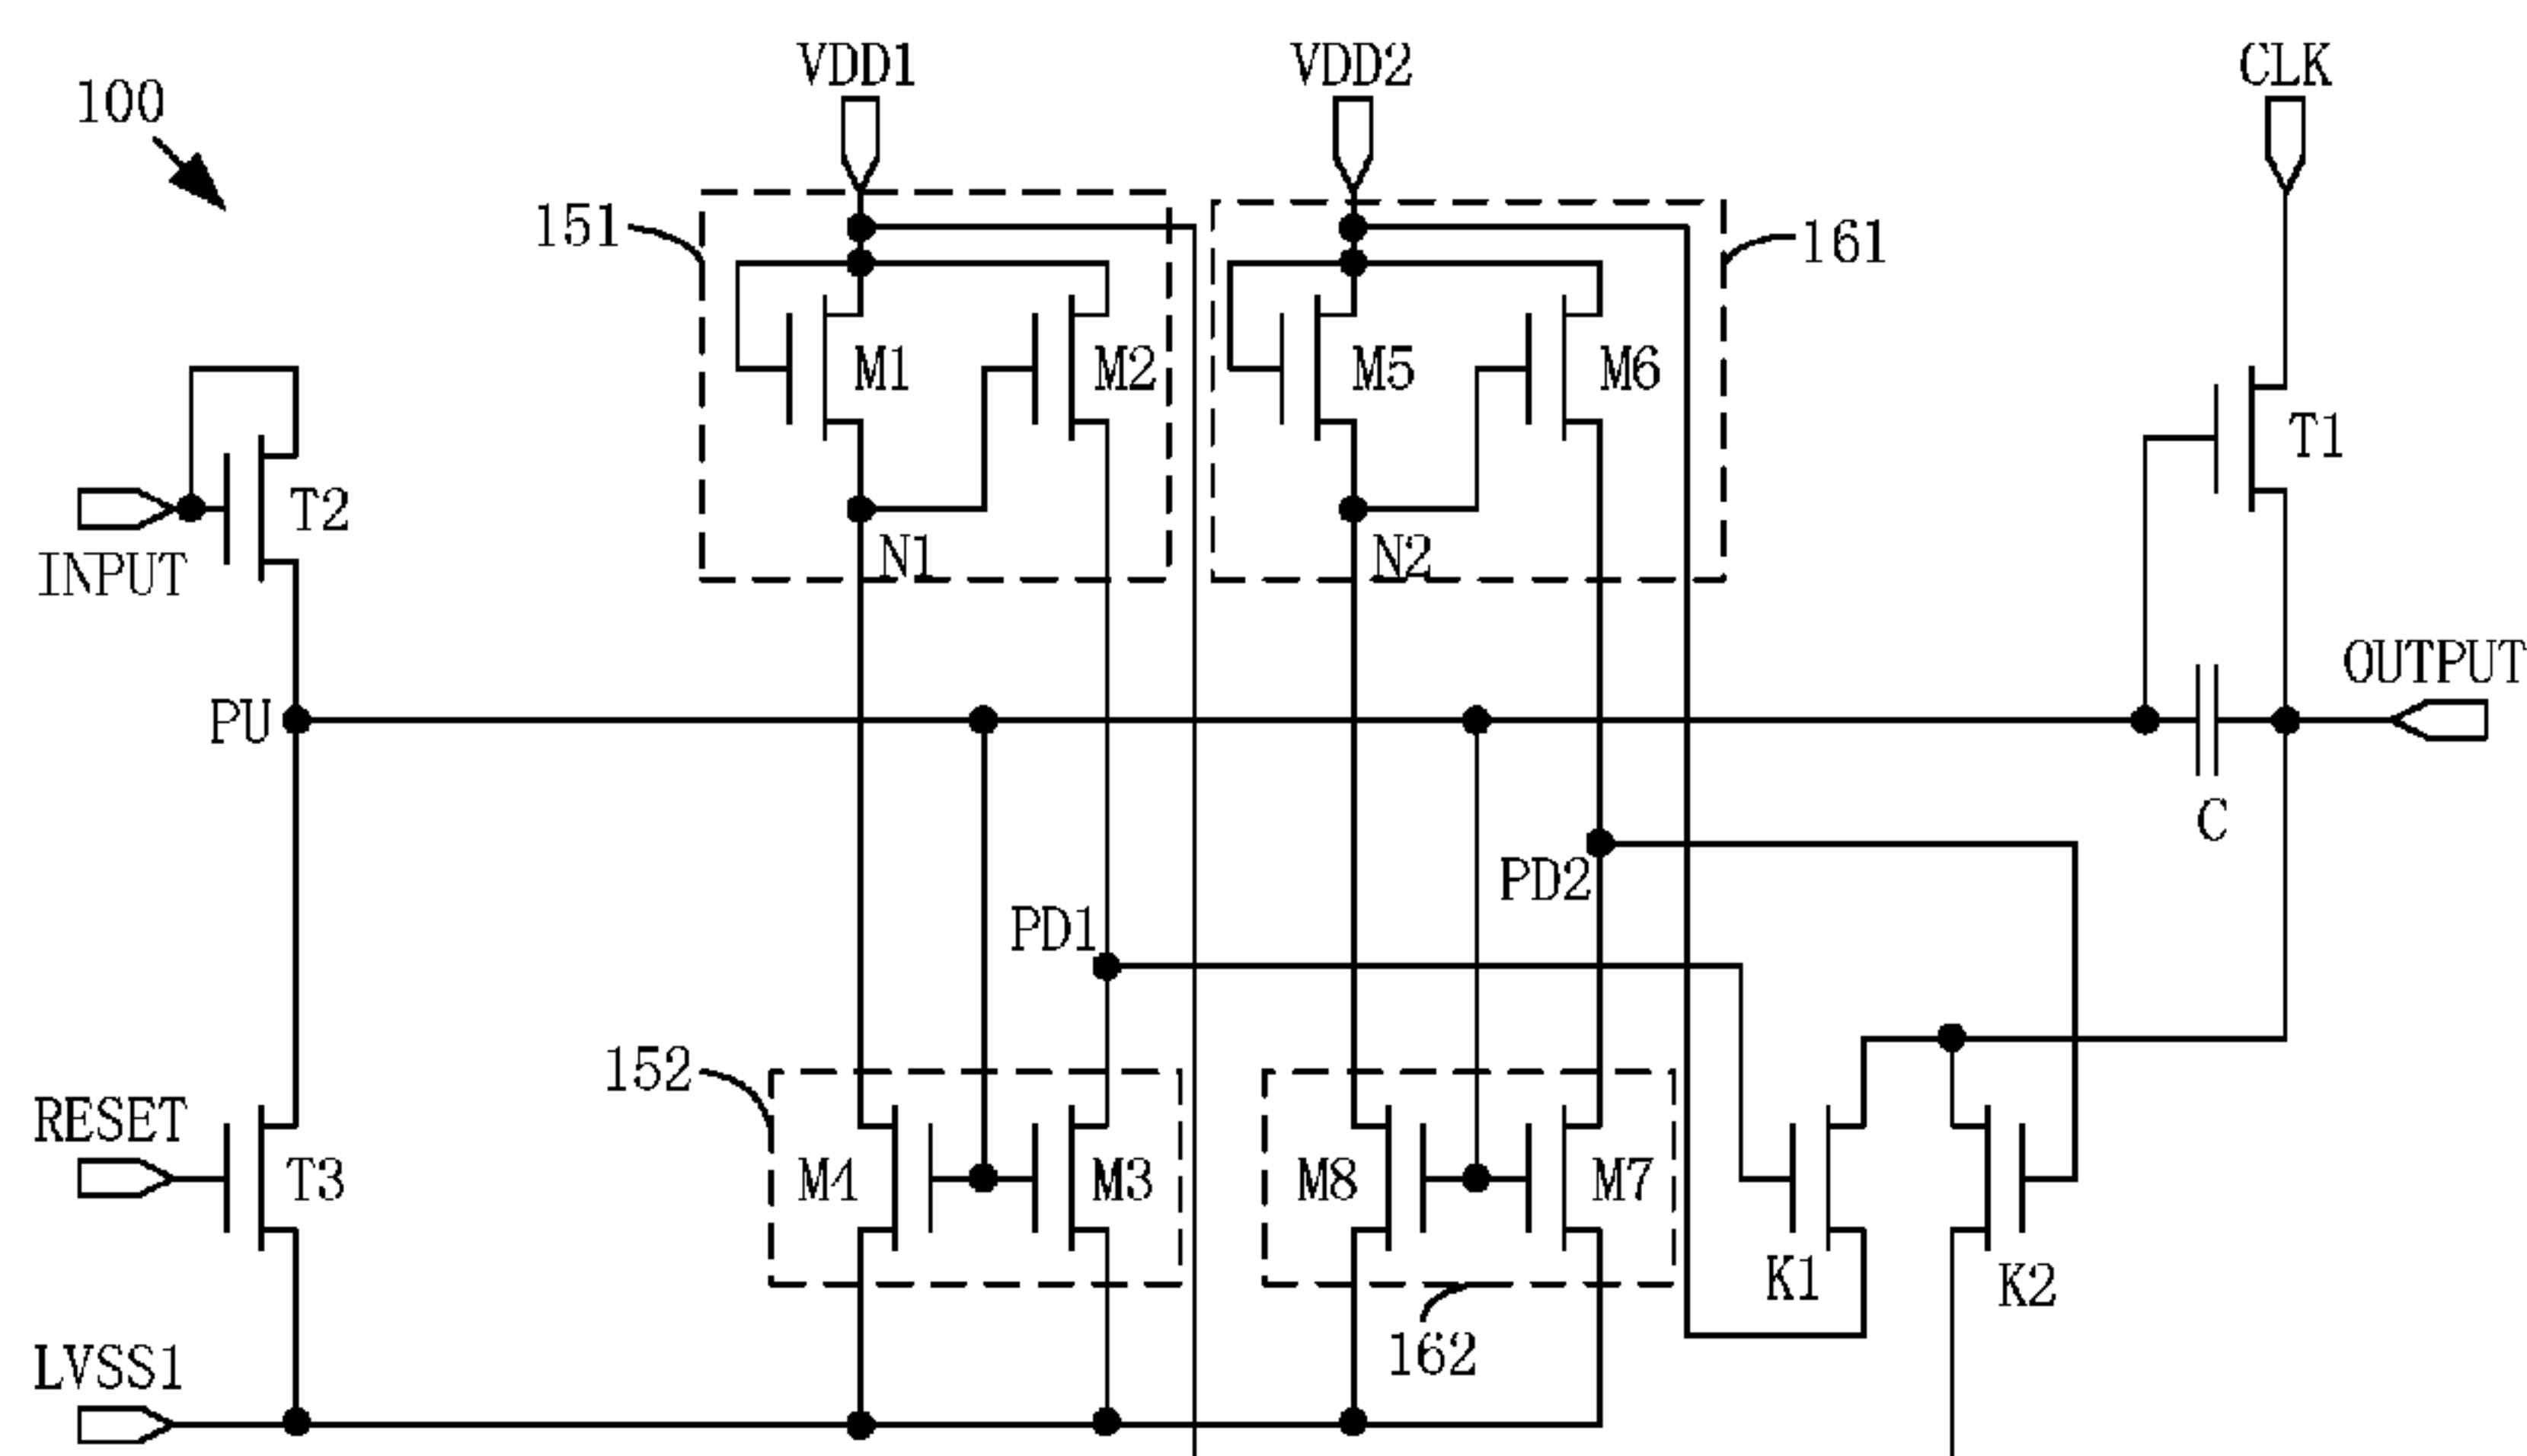 VDD1
VDD2
CLK
100
151
161
M1
M2
M5
M6
T1
T2
INPUT
N1
N2
OUTPUT
PU
C
PD2
PD1
152
RESET
T3
M4
M3
M8
M7
K1
K2
162
LVSS1